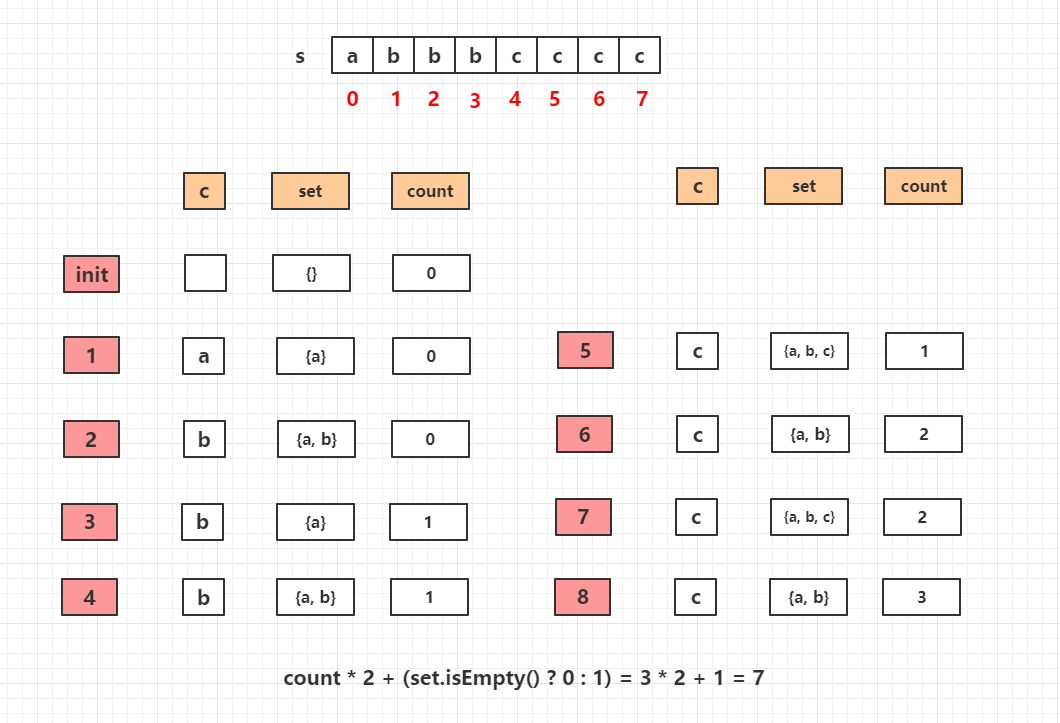 s a b b b c c c c
0 1 2 3 4 5 6 7
c set count
c set count
init {} 0
1 a {a} 0
5 c {a, b, c} 1
2 b {a, b} 0
6 c {a, b} 2
3 b {a} 1
7 c {a, b, c} 2
4 b {a, b} 1
8 c {a, b} 3
count * 2 + (set.isEmpty() ? 0 : 1) = 3 * 2 + 1 = 7